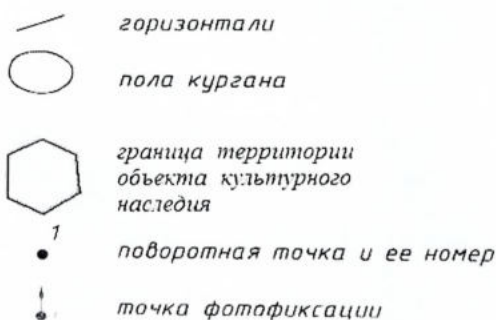 горизонтали
пола кургана
граница территории
объекта культурного
наследия
1
поворотная точка и ее номер
точка фотофиксации